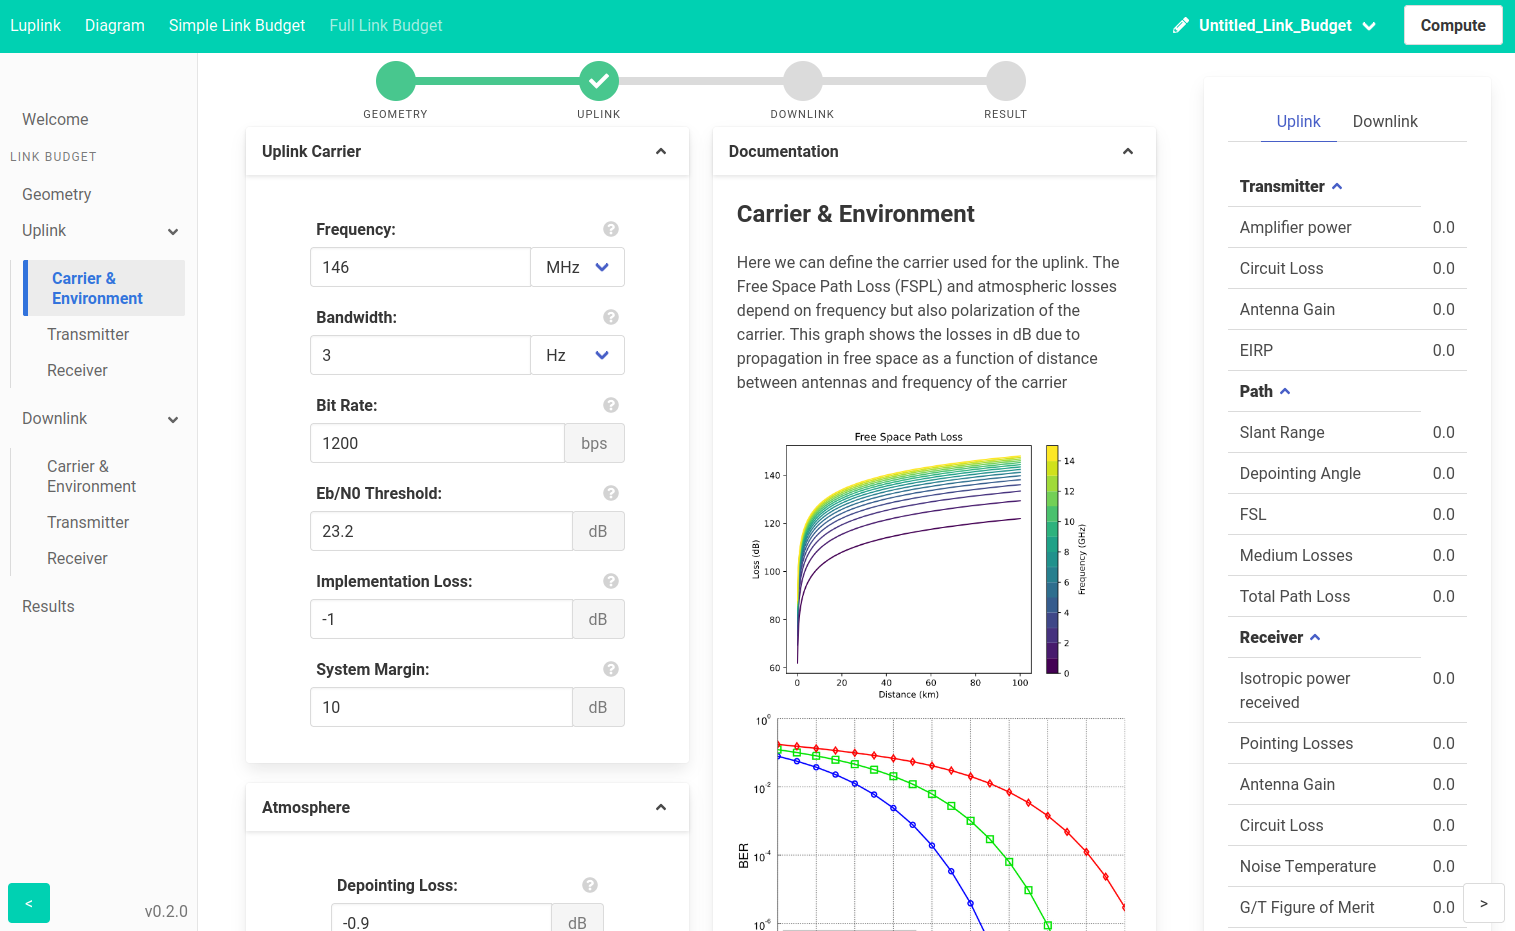 Luplink Diagram Simple Link Budget Full Link Budget Untitled_Link_Budget Compute
GEOMETRY UPLINK DOWNLINK RESULT
Welcome
LINK BUDGET
Geometry
Uplink
Carrier &
Environment
Transmitter
Receiver
Downlink
Carrier &
Environment
Transmitter
Receiver
Results
<
v0.2.0
Uplink Carrier
Frequency: ?
146 MHz
Bandwidth: ?
3 Hz
Bit Rate: ?
1200 bps
Eb/N0 Threshold: ?
23.2 dB
Implementation Loss: ?
-1 dB
System Margin: ?
10 dB
Atmosphere
Depointing Loss: ?
-0.9 dB
Documentation
Carrier & Environment
Here we can define the carrier used for the uplink. The
Free Space Path Loss (FSPL) and atmospheric losses
depend on frequency but also polarization of the
carrier. This graph shows the losses in dB due to
propagation in free space as a function of distance
between antennas and frequency of the carrier
Free Space Path Loss
Loss (dB)
140
120
100
80
60
0 20 40 60 80 100
Distance (km)
14
12
10
8
6
4
2
0
Frequency (GHz)
BER
10^0
10^-2
10^-4
10^-6
Uplink Downlink
Transmitter
Amplifier power 0.0
Circuit Loss 0.0
Antenna Gain 0.0
EIRP 0.0
Path
Slant Range 0.0
Depointing Angle 0.0
FSL 0.0
Medium Losses 0.0
Total Path Loss 0.0
Receiver
Isotropic power 0.0
received
Pointing Losses 0.0
Antenna Gain 0.0
Circuit Loss 0.0
Noise Temperature 0.0
G/T Figure of Merit 0.0
>